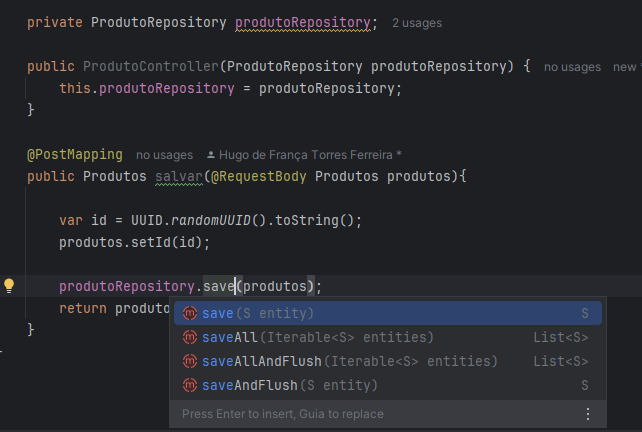 private ProdutoRepository produtoRepository; 2 usages
public ProdutoController(ProdutoRepository produtoRepository) { no usages new *
this.produtoRepository = produtoRepository;
}
@PostMapping no usages Hugo de França Torres Ferreira *
public Produtos salvar(@RequestBody Produtos produtos){
var id = UUID.randomUUID().toString();
produtos.setId(id);
produtoRepository.save(produtos);
return produto
save(S entity) S
saveAll(Iterable<S> entities) List<S>
saveAllAndFlush(Iterable<S> entities) List<S>
saveAndFlush(S entity) S
}
Press Enter to insert, Guia to replace